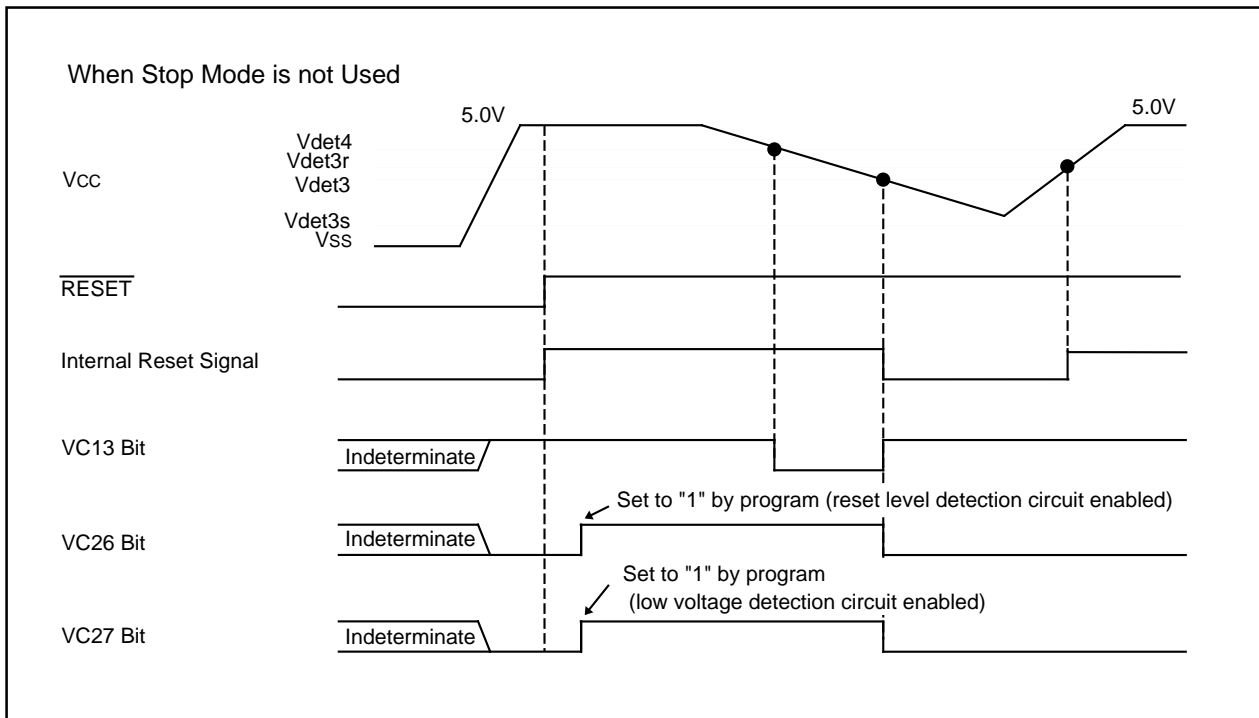 When Stop Mode is not Used
5.0V
5.0V
Vdet4
Vdet3r
VCC
Vdet3
Vdet3s
VSS
RESET
Internal Reset Signal
VC13 Bit
Indeterminate
Set to "1" by program (reset level detection circuit enabled)
VC26 Bit
Indeterminate
Set to "1" by program
(low voltage detection circuit enabled)
VC27 Bit
Indeterminate